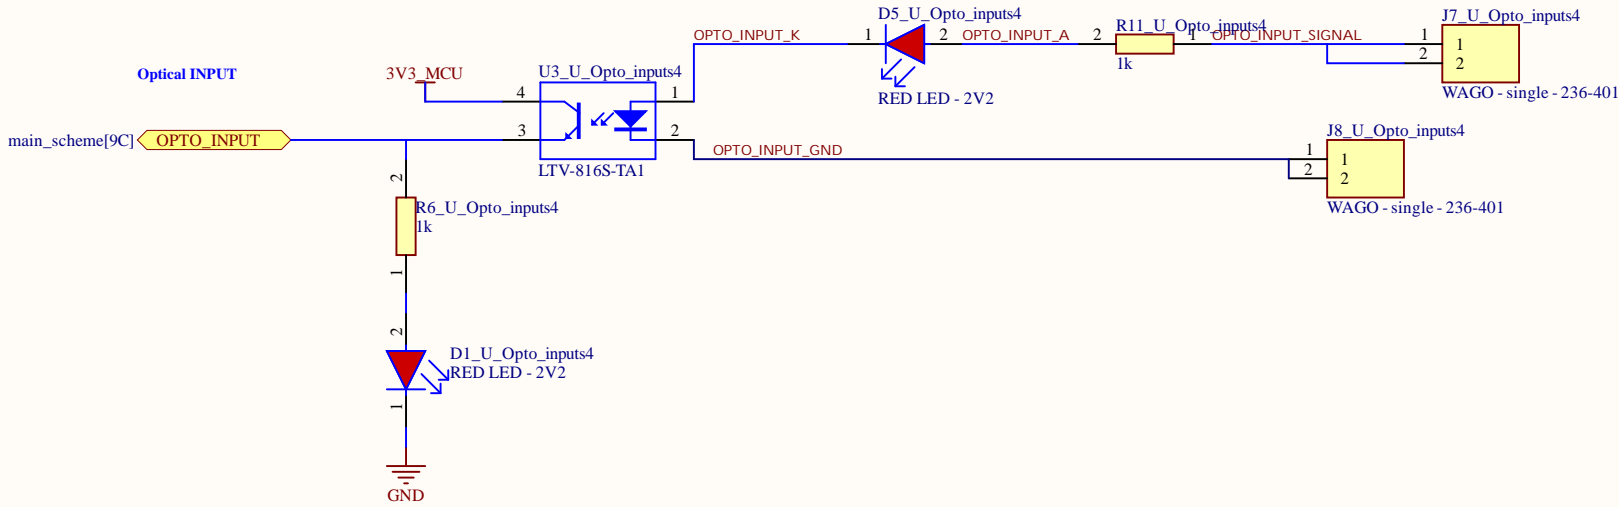 Optical INPUT
3V3_MCU
main_scheme[9C]
OPTO_INPUT
U3_U_Opto_inputs4
4
3
1
2
LTV-816S-TA1
OPTO_INPUT_K
D5_U_Opto_inputs4
1
2
RED LED - 2V2
OPTO_INPUT_A
R11_U_Opto_inputs4
2
1
1k
OPTO_INPUT_SIGNAL
J7_U_Opto_inputs4
1
2
1
2
WAGO - single - 236-401
OPTO_INPUT_GND
J8_U_Opto_inputs4
1
2
1
2
WAGO - single - 236-401
2
R6_U_Opto_inputs4
1k
1
2
D1_U_Opto_inputs4
RED LED - 2V2
1
GND